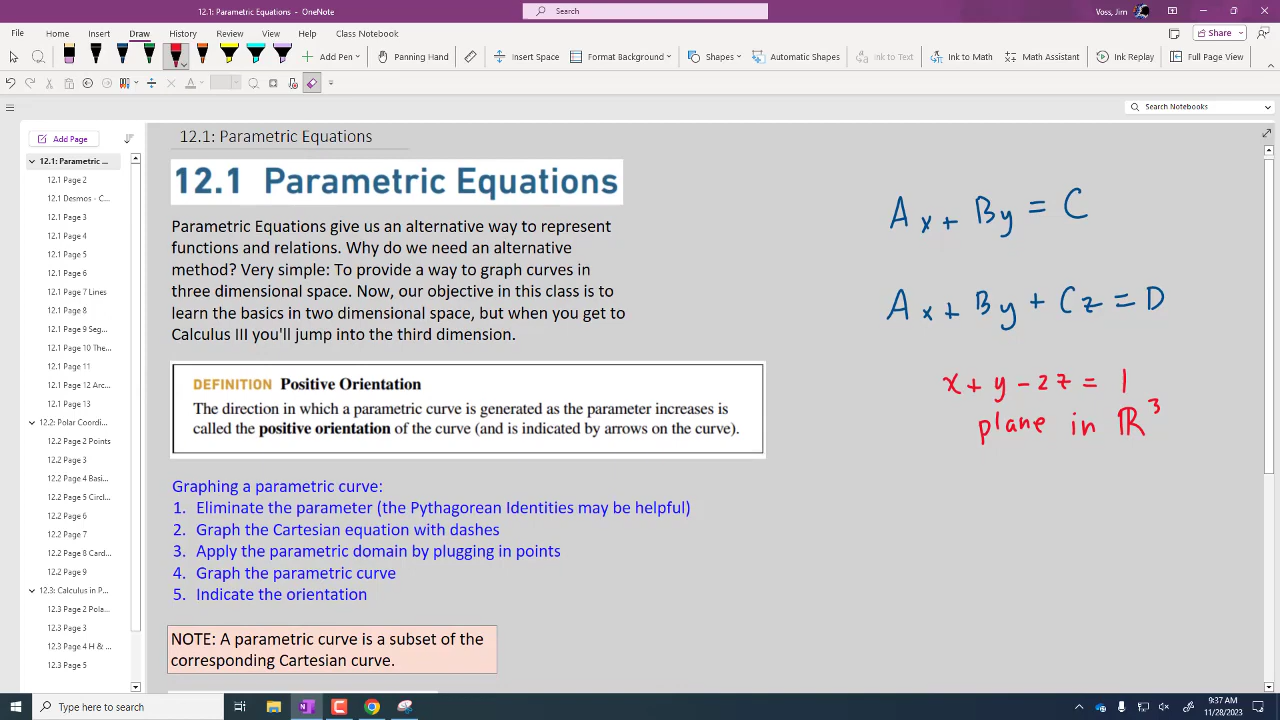 12.1: Parametric Equations - OneNote
Search
Voss, Jim
File Home Insert Draw History Review View Help Class Notebook
Share
Add Pen
Panning Hand
Insert Space
Format Background
Shapes
Automatic Shapes
Ink to Text
Ink to Math
Math Assistant
Ink Replay
Full Page View
Search Notebooks
Add Page
12.1: Parametric ...
12.1 Page 2
12.1 Desmos - C...
12.1 Page 3
12.1 Page 4
12.1 Page 5
12.1 Page 6
12.1 Page 7 Lines
12.1 Page 8
12.1 Page 9 Seg...
12.1 Page 10 The...
12.1 Page 11
12.1 Page 12 Arc...
12.1 Page 13
12.2: Polar Coordi...
12.2 Page 2 Points
12.2 Page 3
12.2 Page 4 Basi...
12.2 Page 5 Circl...
12.2 Page 6
12.2 Page 7
12.2 Page 8 Card...
12.2 Page 9
12.3: Calculus in P...
12.3 Page 2 Pola...
12.3 Page 3
12.3 Page 4 H & ...
12.3 Page 5
12.1: Parametric Equations
12.1 Parametric Equations
Parametric Equations give us an alternative way to represent
functions and relations. Why do we need an alternative
method? Very simple: To provide a way to graph curves in
three dimensional space. Now, our objective in this class is to
learn the basics in two dimensional space, but when you get to
Calculus III you'll jump into the third dimension.
DEFINITION Positive Orientation
The direction in which a parametric curve is generated as the parameter increases is
called the positive orientation of the curve (and is indicated by arrows on the curve).
Graphing a parametric curve:
1. Eliminate the parameter (the Pythagorean Identities may be helpful)
2. Graph the Cartesian equation with dashes
3. Apply the parametric domain by plugging in points
4. Graph the parametric curve
5. Indicate the orientation
NOTE: A parametric curve is a subset of the
corresponding Cartesian curve.
Ax + By = C
Ax + By + Cz = D
x + y - 2z = 1
plane in ℝ³
Type here to search
9:37 AM
11/28/2023